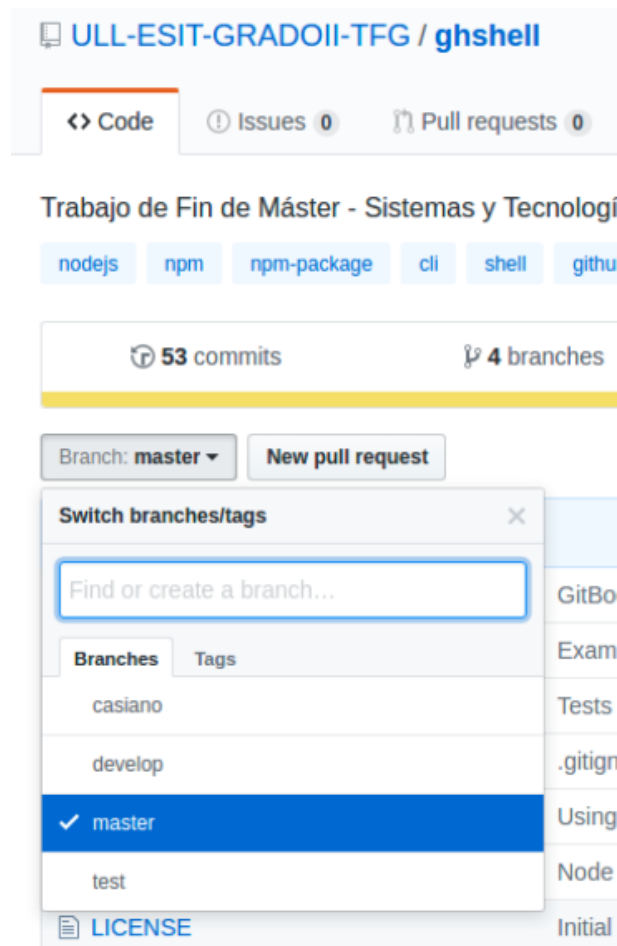 ULL-ESIT-GRADOII-TFG / ghshell
Code Issues 0 Pull requests 0
Trabajo de Fin de Máster - Sistemas y Tecnologí
nodejs npm npm-package cli shell githu
53 commits 4 branches
Branch: master New pull request
Switch branches/tags
Find or create a branch...
GitBo
Branches Tags
Exam
casiano
Tests
develop
.gitign
master
Using
test
Node
LICENSE
Initial